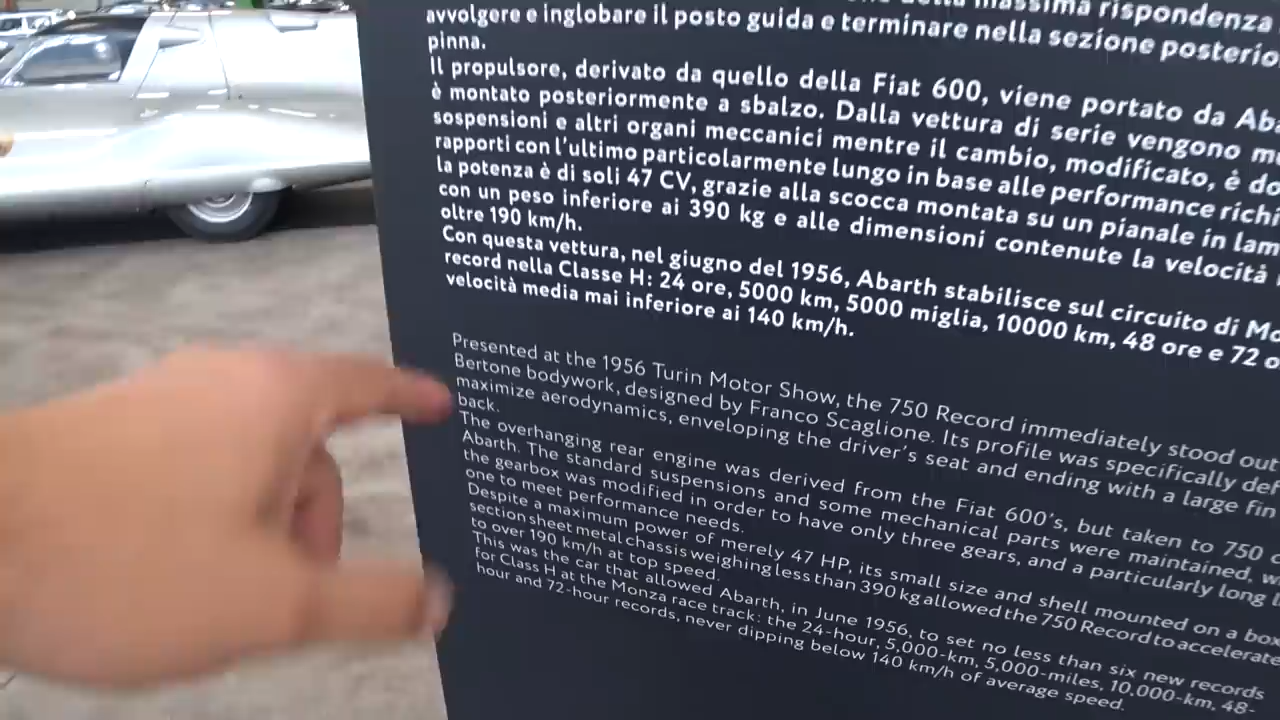 massima rispondenza
avvolgere e inglobare il posto guida e terminare nella sezione posterio
pinna.
Il propulsore, derivato da quello della Fiat 600, viene portato da Aba
è montato posteriormente a sbalzo. Dalla vettura di serie vengono m
sospensioni e altri organi meccanici mentre il cambio, modificato, è do
rapporti con l'ultimo particolarmente lungo in base alle performance richi
la potenza è di soli 47 CV, grazie alla scocca montata su un pianale in lam
con un peso inferiore ai 390 kg e alle dimensioni contenute la velocità
oltre 190 km/h.
Con questa vettura, nel giugno del 1956, Abarth stabilisce sul circuito di Mo
record nella Classe H: 24 ore, 5000 km, 5000 miglia, 10000 km, 48 ore e 72 o
velocità media mai inferiore ai 140 km/h.
Presented at the 1956 Turin Motor Show, the 750 Record immediately stood out
Bertone bodywork, designed by Franco Scaglione. Its profile was specifically def
maximize aerodynamics, enveloping the driver's seat and ending with a large fin
back.
The overhanging rear engine was derived from the Fiat 600's, but taken to 750 c
Abarth. The standard suspensions and some mechanical parts were maintained, w
the gearbox was modified in order to have only three gears, and a particularly long l
one to meet performance needs.
Despite a maximum power of merely 47 HP, its small size and shell mounted on a box
section sheet metal chassis weighing less than 390 kg allowed the 750 Record to accelerate
to over 190 km/h at top speed.
This was the car that allowed Abarth, in June 1956, to set no less than six new records
for Class H at the Monza race track: the 24-hour, 5,000-km, 5,000-miles, 10,000-km, 48-
hour and 72-hour records, never dipping below 140 km/h of average speed.